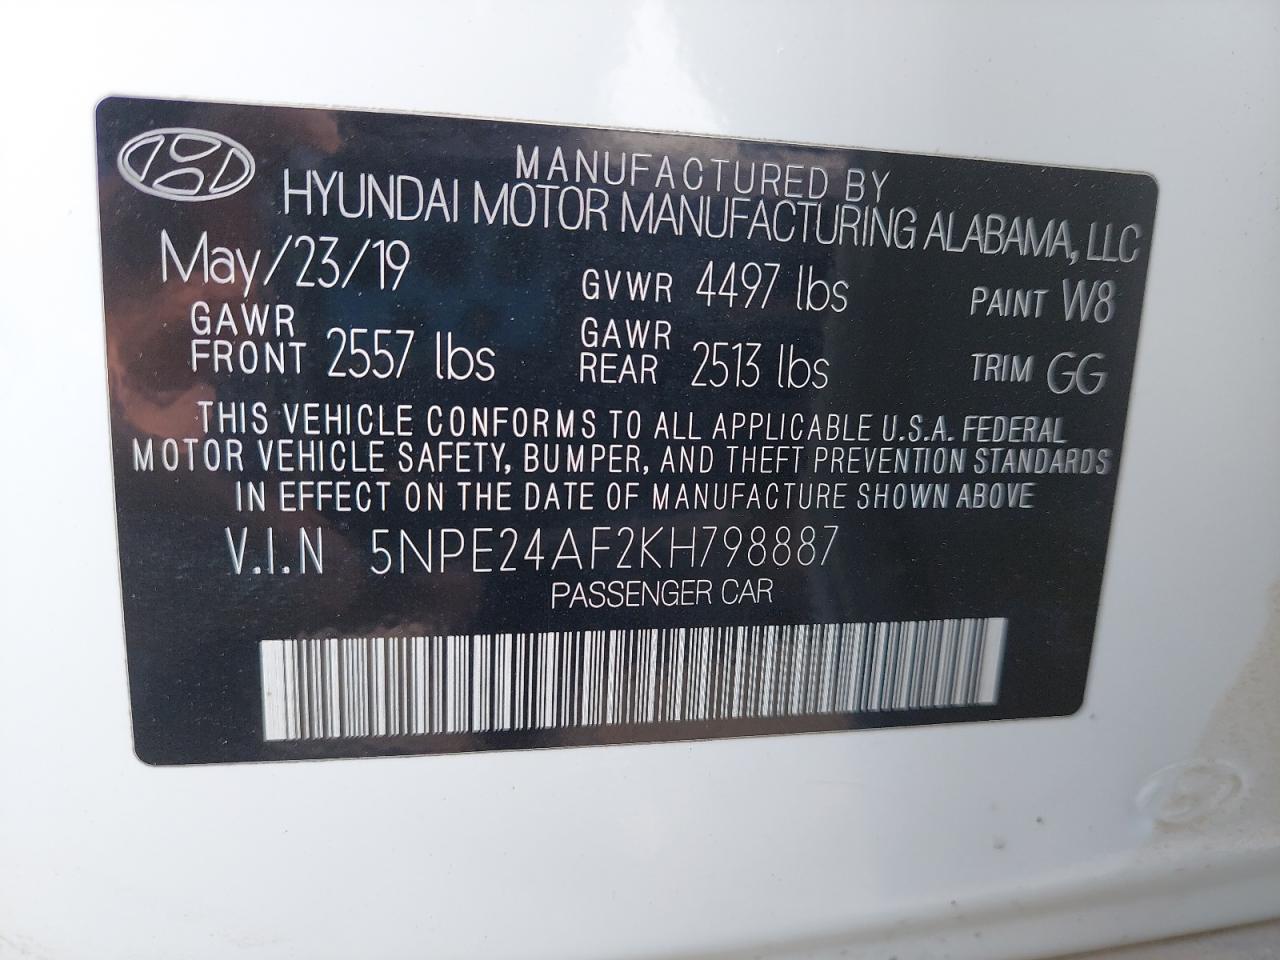 MANUFACTURED BY
HYUNDAI MOTOR MANUFACTURING ALABAMA, LLC
May/23/19 GVWR 4497 lbs PAINT W8
GAWR FRONT 2557 lbs GAWR REAR 2513 lbs TRIM GG
THIS VEHICLE CONFORMS TO ALL APPLICABLE U.S.A. FEDERAL
MOTOR VEHICLE SAFETY, BUMPER, AND THEFT PREVENTION STANDARDS
IN EFFECT ON THE DATE OF MANUFACTURE SHOWN ABOVE
V.I.N 5NPE24AF2KH798887
PASSENGER CAR